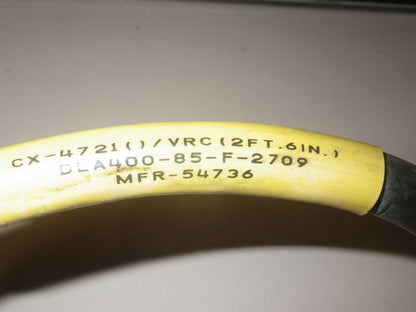 CX-4721()/VRC(2FT.6IN.)
DLA400-85-F-2709
MFR-54736